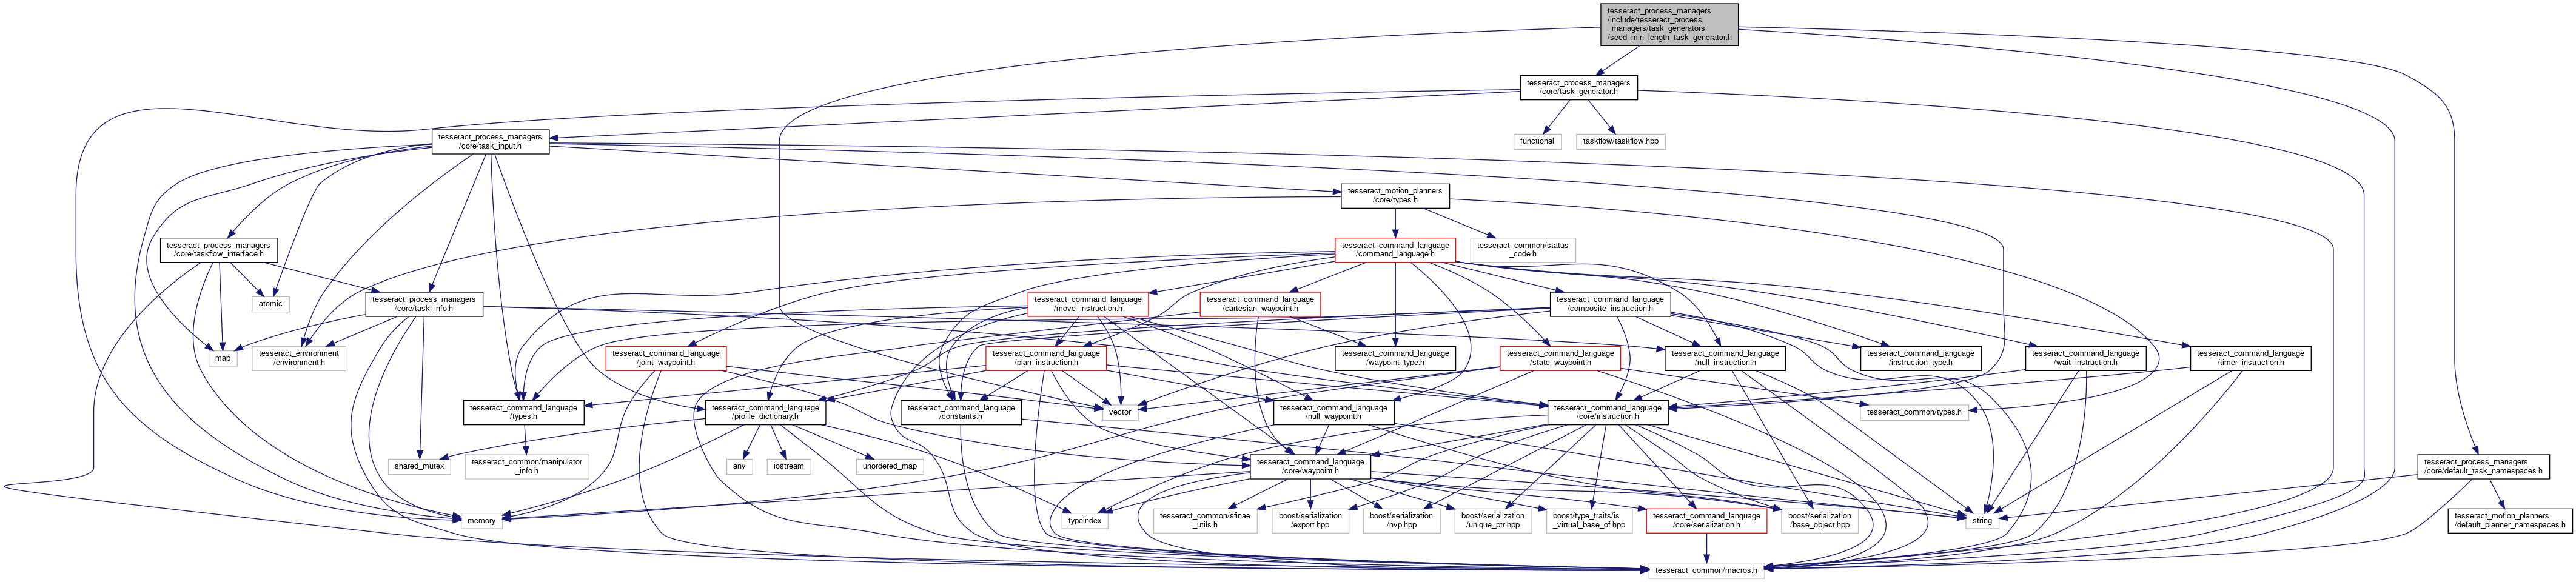 tesseract_process_managers
/include/tesseract_process
_managers/task_generators
/seed_min_length_task_generator.h
tesseract_process_managers
/core/task_generator.h
tesseract_process_managers
/core/task_input.h
functional
taskflow/taskflow.hpp
tesseract_motion_planners
/core/types.h
tesseract_process_managers
/core/taskflow_interface.h
tesseract_command_language
/command_language.h
tesseract_common/status
_code.h
atomic
tesseract_process_managers
/core/task_info.h
tesseract_command_language
/move_instruction.h
tesseract_command_language
/cartesian_waypoint.h
tesseract_command_language
/composite_instruction.h
map
tesseract_environment
/environment.h
tesseract_command_language
/joint_waypoint.h
tesseract_command_language
/plan_instruction.h
tesseract_command_language
/waypoint_type.h
tesseract_command_language
/state_waypoint.h
tesseract_command_language
/null_instruction.h
tesseract_command_language
/instruction_type.h
tesseract_command_language
/wait_instruction.h
tesseract_command_language
/timer_instruction.h
tesseract_command_language
/types.h
tesseract_command_language
/profile_dictionary.h
tesseract_command_language
/constants.h
vector
tesseract_command_language
/null_waypoint.h
tesseract_command_language
/core/instruction.h
tesseract_common/types.h
shared_mutex
tesseract_common/manipulator
_info.h
any
iostream
unordered_map
tesseract_command_language
/core/waypoint.h
tesseract_process_managers
/core/default_task_namespaces.h
memory
typeindex
tesseract_common/sfinae
_utils.h
boost/serialization
/export.hpp
boost/serialization
/nvp.hpp
boost/serialization
/unique_ptr.hpp
boost/type_traits/is
_virtual_base_of.hpp
tesseract_command_language
/core/serialization.h
boost/serialization
/base_object.hpp
string
tesseract_motion_planners
/default_planner_namespaces.h
tesseract_common/macros.h